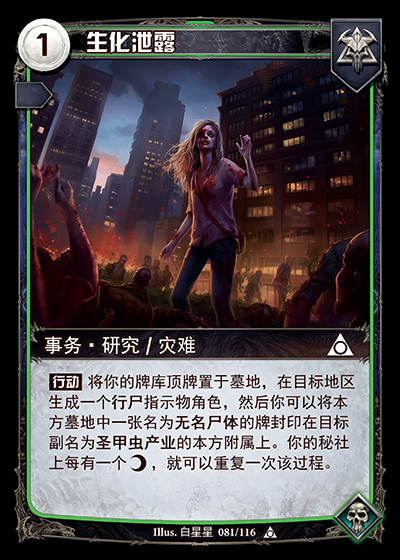 1
生化泄露
事务·研究/灾难
行动 将你的牌库顶牌置于墓地，在目标地区
生成一个行尸指示物角色，然后你可以将本
方墓地中一张名为无名尸体的牌封印在目标
副名为圣甲虫产业的本方附属上。你的秘社
上每有一个，就可以重复一次该过程。
Illus. 白星星 081/116